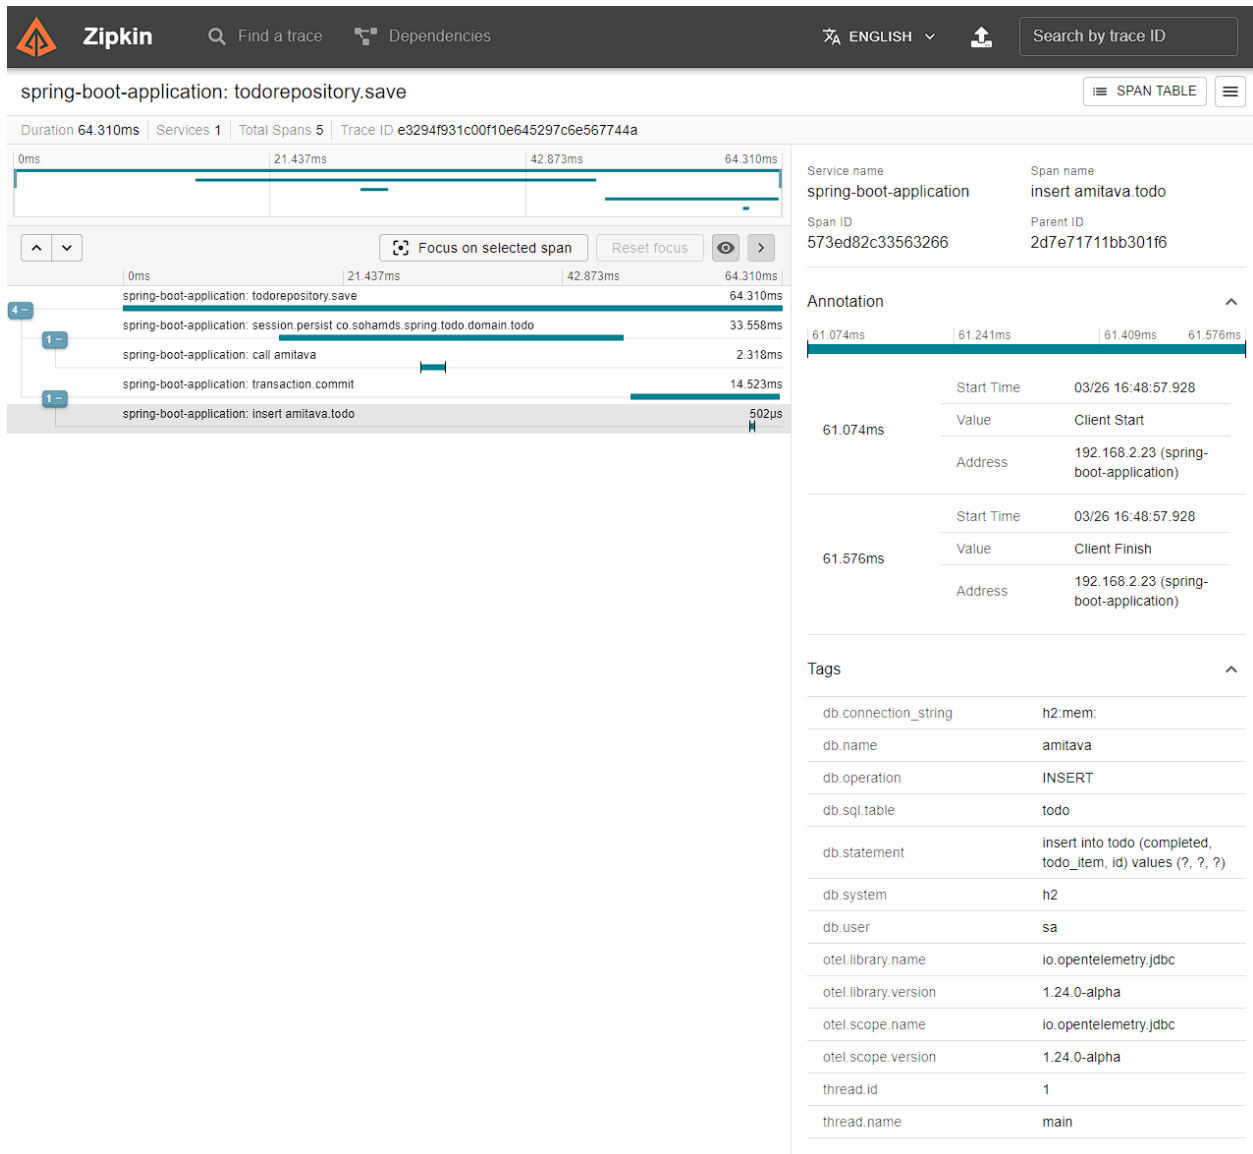 Zipkin
Find a trace
Dependencies
ENGLISH
Search by trace ID
spring-boot-application: todorepository.save
SPAN TABLE
Duration 64.310ms Services 1 Total Spans 5 Trace ID e3294f931c00f10e645297c6e567744a
0ms 21.437ms 42.873ms 64.310ms
Focus on selected span
Reset focus
0ms 21.437ms 42.873ms 64.310ms
spring-boot-application: todorepository.save 64.310ms
4 −
spring-boot-application: session.persist co.sohamds.spring.todo.domain.todo 33.558ms
1 −
spring-boot-application: call amitava 2.318ms
spring-boot-application: transaction.commit 14.523ms
1 −
spring-boot-application: insert amitava.todo 502µs
Service name Span name
spring-boot-application insert amitava.todo
Span ID Parent ID
573ed82c33563266 2d7e71711bb301f6
Annotation
61.074ms 61.241ms 61.409ms 61.576ms
61.074ms
Start Time 03/26 16:48:57.928
Value Client Start
Address 192.168.2.23 (spring-
boot-application)
61.576ms
Start Time 03/26 16:48:57.928
Value Client Finish
Address 192.168.2.23 (spring-
boot-application)
Tags
db.connection_string h2:mem:
db.name amitava
db.operation INSERT
db.sql.table todo
db.statement insert into todo (completed,
todo_item, id) values (?, ?, ?)
db.system h2
db.user sa
otel.library.name io.opentelemetry.jdbc
otel.library.version 1.24.0-alpha
otel.scope.name io.opentelemetry.jdbc
otel.scope.version 1.24.0-alpha
thread.id 1
thread.name main